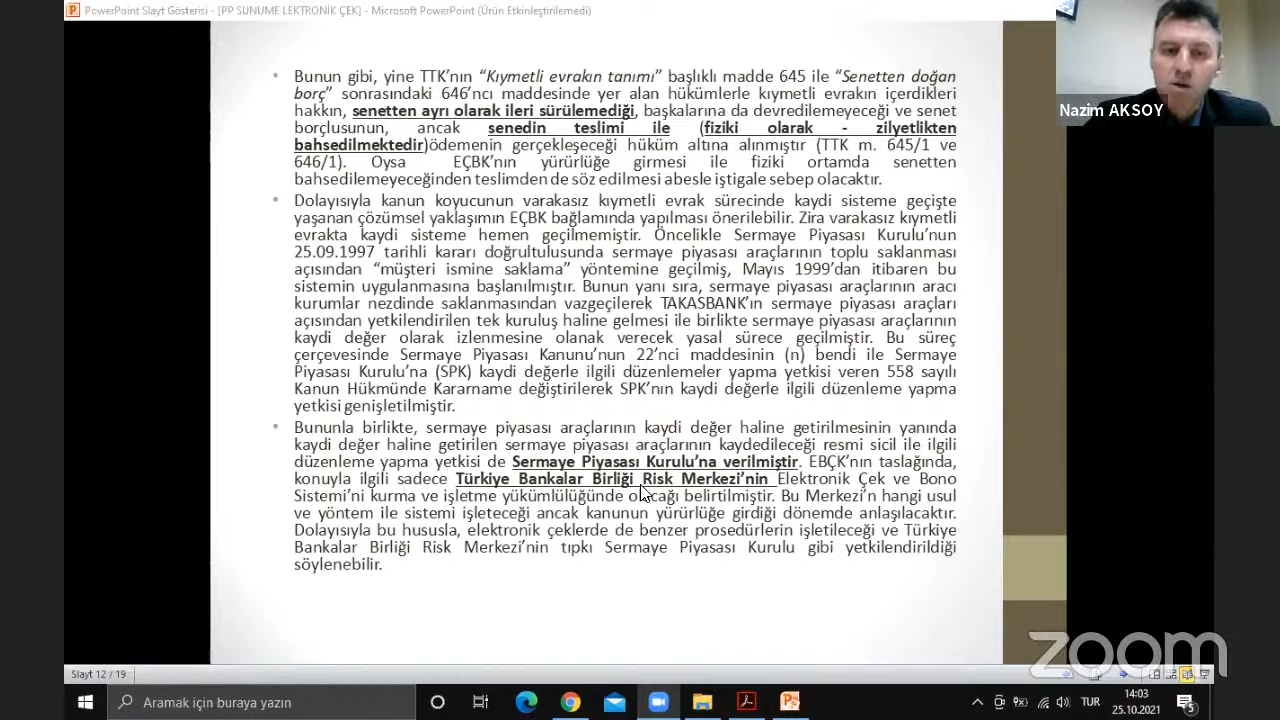 PowerPoint Slayt Gösterisi - [PP SUNUME LEKTRONİK ÇEK] - Microsoft PowerPoint (Ürün Etkinleştirilemedi)
Nazim AKSOY
• Bunun gibi, yine TTK’nın “Kıymetli evrakın tanımı” başlıklı madde 645 ile “Senetten doğan
borç” sonrasındaki 646’ncı maddesinde yer alan hükümlerle kıymetli evrakın içerdikleri
hakkın, senetten ayrı olarak ileri sürülemediği, başkalarına da devredilemeyeceği ve senet
borçlusunun, ancak senedin teslimi ile (fiziki olarak - zilyetlikten
bahsedilmektedir)ödemenin gerçekleşeceği hüküm altına alınmıştır (TTK m. 645/1 ve
646/1). Oysa EÇBK’nın yürürlüğe girmesi ile fiziki ortamda senetten
bahsedilemeyeceğinden teslimden de söz edilmesi abesle iştigale sebep olacaktır.
• Dolayısıyla kanun koyucunun varakasız kıymetli evrak sürecinde kaydi sisteme geçişte
yaşanan çözümsel yaklaşımın EÇBK bağlamında yapılması önerilebilir. Zira varakasız kıymetli
evrakta kaydi sisteme hemen geçilmemiştir. Öncelikle Sermaye Piyasası Kurulu’nun
25.09.1997 tarihli kararı doğrultulusunda sermaye piyasası araçlarının toplu saklanması
açısından “müşteri ismine saklama” yöntemine geçilmiş, Mayıs 1999’dan itibaren bu
sistemin uygulanmasına başlanılmıştır. Bunun yanı sıra, sermaye piyasası araçlarının aracı
kurumlar nezdinde saklanmasından vazgeçilerek TAKASBANK’ın sermaye piyasası araçları
açısından yetkilendirilen tek kuruluş haline gelmesi ile birlikte sermaye piyasası araçlarının
kaydi değer olarak izlenmesine olanak verecek yasal sürece geçilmiştir. Bu süreç
çerçevesinde Sermaye Piyasası Kanunu’nun 22’nci maddesinin (n) bendi ile Sermaye
Piyasası Kurulu’na (SPK) kaydi değerle ilgili düzenlemeler yapma yetkisi veren 558 sayılı
Kanun Hükmünde Kararname değiştirilerek SPK’nın kaydi değerle ilgili düzenleme yapma
yetkisi genişletilmiştir.
• Bununla birlikte, sermaye piyasası araçlarının kaydi değer haline getirilmesinin yanında
kaydi değer haline getirilen sermaye piyasası araçlarının kaydedileceği resmi sicil ile ilgili
düzenleme yapma yetkisi de Sermaye Piyasası Kurulu’na verilmiştir. EBÇK’nın taslağında,
konuyla ilgili sadece Türkiye Bankalar Birliği Risk Merkezi’nin Elektronik Çek ve Bono
Sistemi’ni kurma ve işletme yükümlülüğünde olacağı belirtilmiştir. Bu Merkezi’n hangi usul
ve yöntem ile sistemi işleteceği ancak kanunun yürürlüğe girdiği dönemde anlaşılacaktır.
Dolayısıyla bu hususla, elektronik çeklerde de benzer prosedürlerin işletileceği ve Türkiye
Bankalar Birliği Risk Merkezi’nin tıpkı Sermaye Piyasası Kurulu gibi yetkilendirildiği
söylenebilir.
zoom
Slayt 12 / 19
Aramak için buraya yazın
TUR
14:03
25.10.2021
5